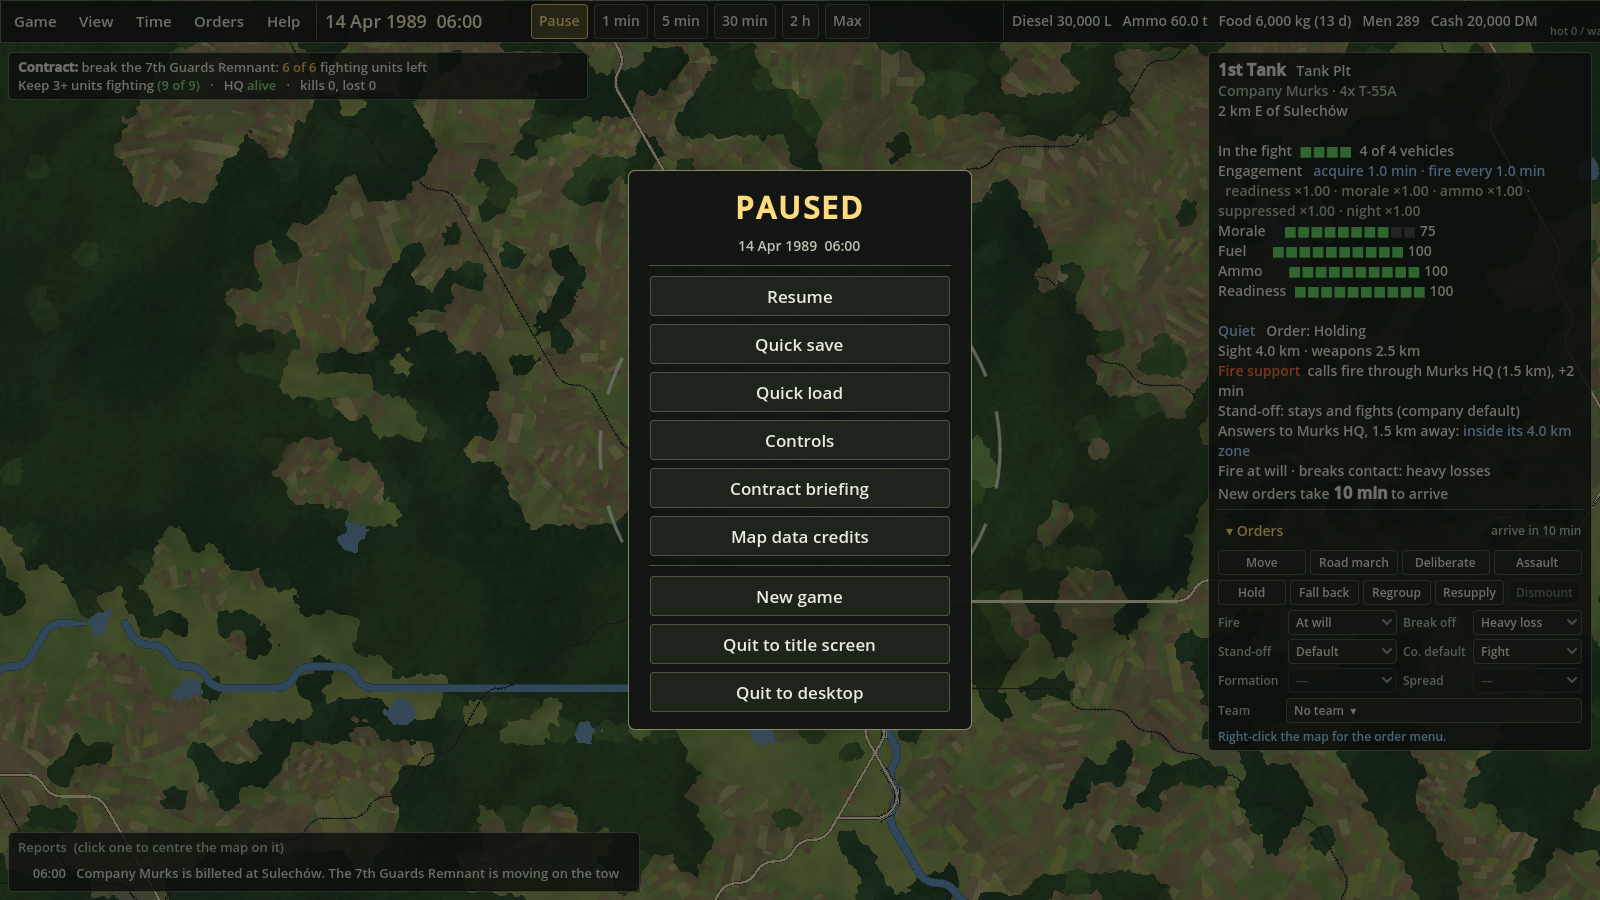 Game View Time Orders Help 14 Apr 1989 06:00 Pause 1 min 5 min 30 min 2 h Max Diesel 30,000 L Ammo 60.0 t Food 6,000 kg (13 d) Men 289 Cash 20,000 DM
hot 0 / wa
Contract: break the 7th Guards Remnant: 6 of 6 fighting units left
Keep 3+ units fighting (9 of 9) · HQ alive · kills 0, lost 0
PAUSED
14 Apr 1989 06:00
Resume
Quick save
Quick load
Controls
Contract briefing
Map data credits
New game
Quit to title screen
Quit to desktop
1st Tank Tank Plt
Company Murks · 4x T-55A
2 km E of Sulechów
In the fight 4 of 4 vehicles
Engagement acquire 1.0 min · fire every 1.0 min
readiness ×1.00 · morale ×1.00 · ammo ×1.00 ·
suppressed ×1.00 · night ×1.00
Morale 75
Fuel 100
Ammo 100
Readiness 100
Quiet Order: Holding
Sight 4.0 km · weapons 2.5 km
Fire support calls fire through Murks HQ (1.5 km), +2
min
Stand-off: stays and fights (company default)
Answers to Murks HQ, 1.5 km away: inside its 4.0 km
zone
Fire at will · breaks contact: heavy losses
New orders take 10 min to arrive
▾ Orders arrive in 10 min
Move Road march Deliberate Assault
Hold Fall back Regroup Resupply Dismount
Fire At will Break off Heavy loss
Stand-off Default Co. default Fight
Formation — Spread —
Team No team ▾
Right-click the map for the order menu.
Reports (click one to centre the map on it)
06:00 Company Murks is billeted at Sulechów. The 7th Guards Remnant is moving on the tow